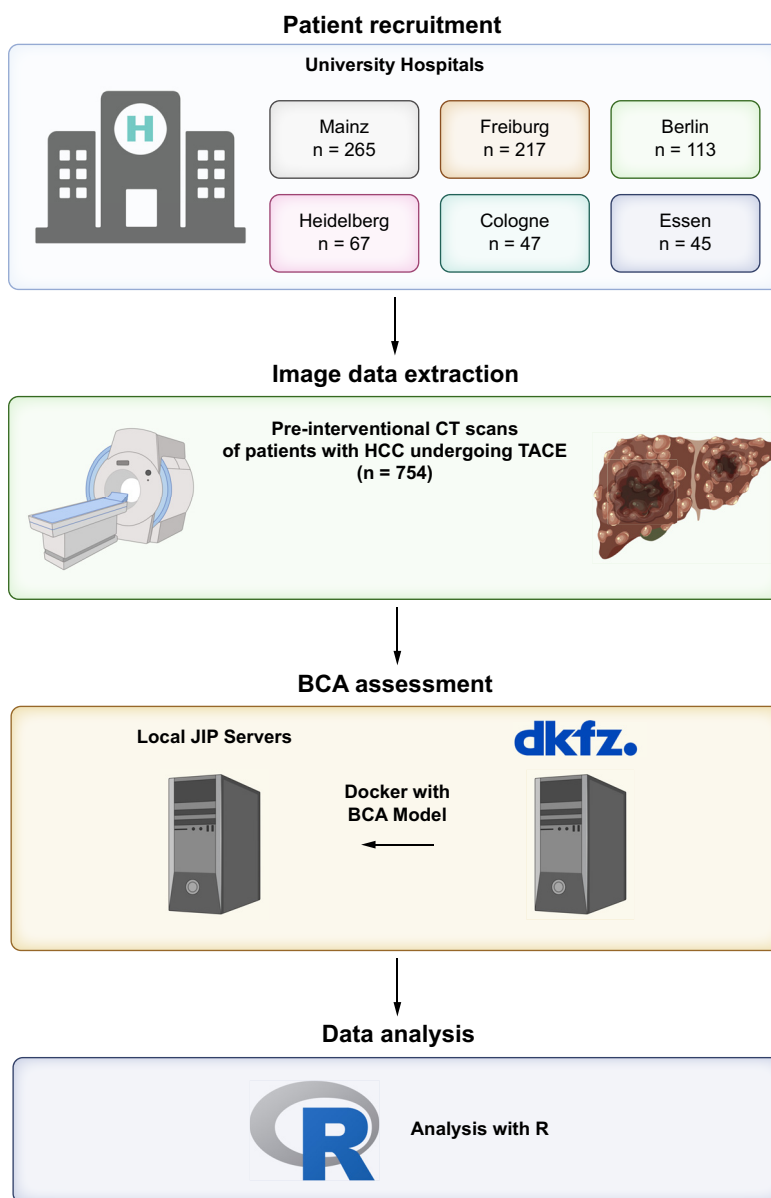 Patient recruitment
University Hospitals
H
Mainz
n = 265
Freiburg
n = 217
Berlin
n = 113
Heidelberg
n = 67
Cologne
n = 47
Essen
n = 45
Image data extraction
Pre-interventional CT scans
of patients with HCC undergoing TACE
(n = 754)
BCA assessment
Local JIP Servers
dkfz.
Docker with
BCA Model
Data analysis
R
Analysis with R